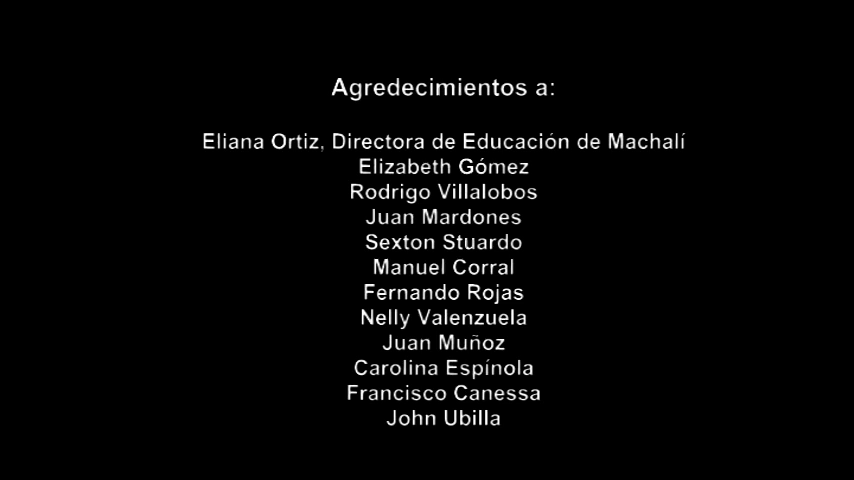 Agredecimientos a:
Eliana Ortiz, Directora de Educación de Machalí
Elizabeth Gómez
Rodrigo Villalobos
Juan Mardones
Sexton Stuardo
Manuel Corral
Fernando Rojas
Nelly Valenzuela
Juan Muñoz
Carolina Espínola
Francisco Canessa
John Ubilla